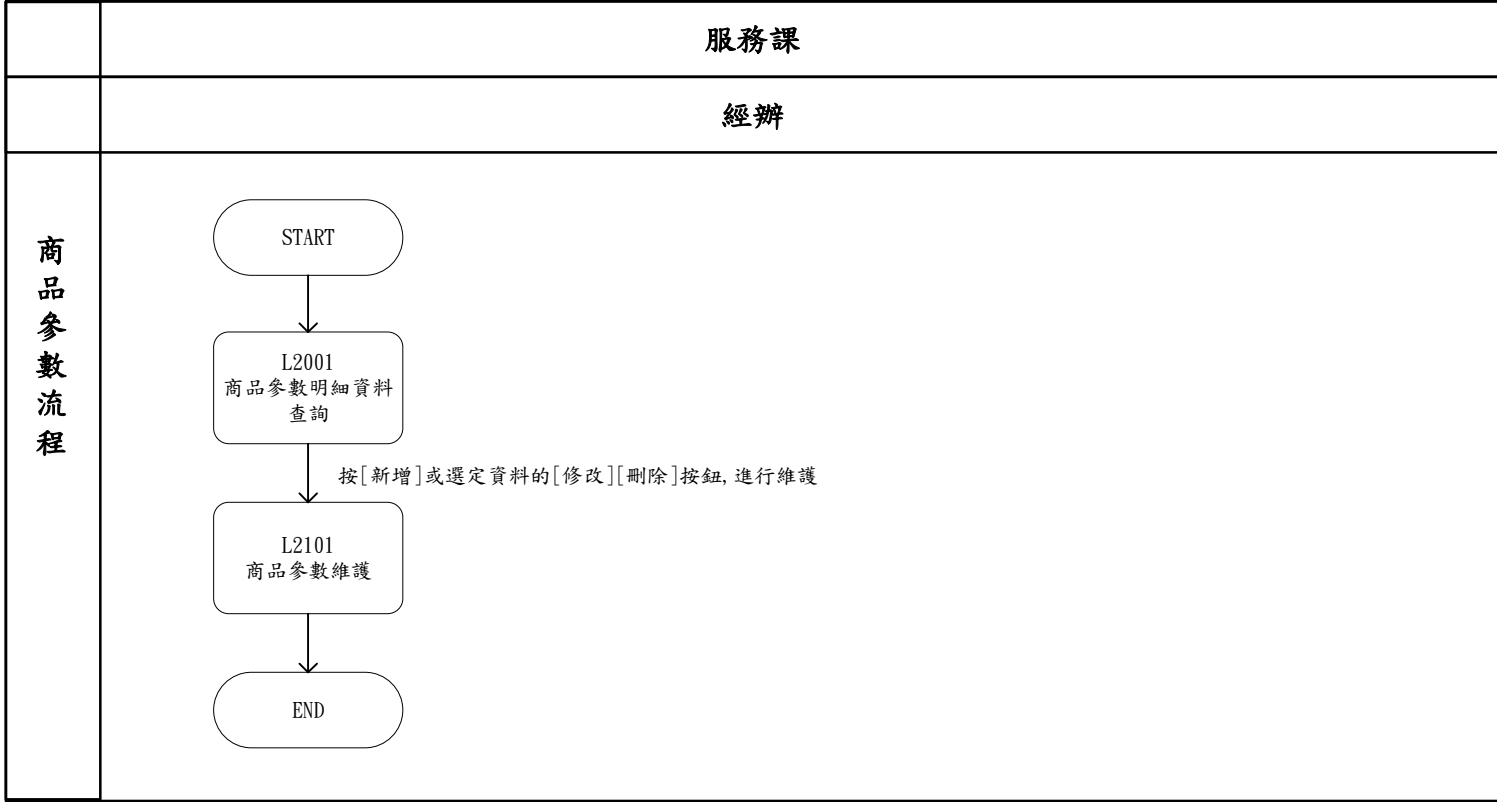 服務課
經辦
商品參數流程
START
L2001
商品參數明細資料
查詢
按[新增]或選定資料的[修改][刪除]按鈕,進行維護
L2101
商品參數維護
END